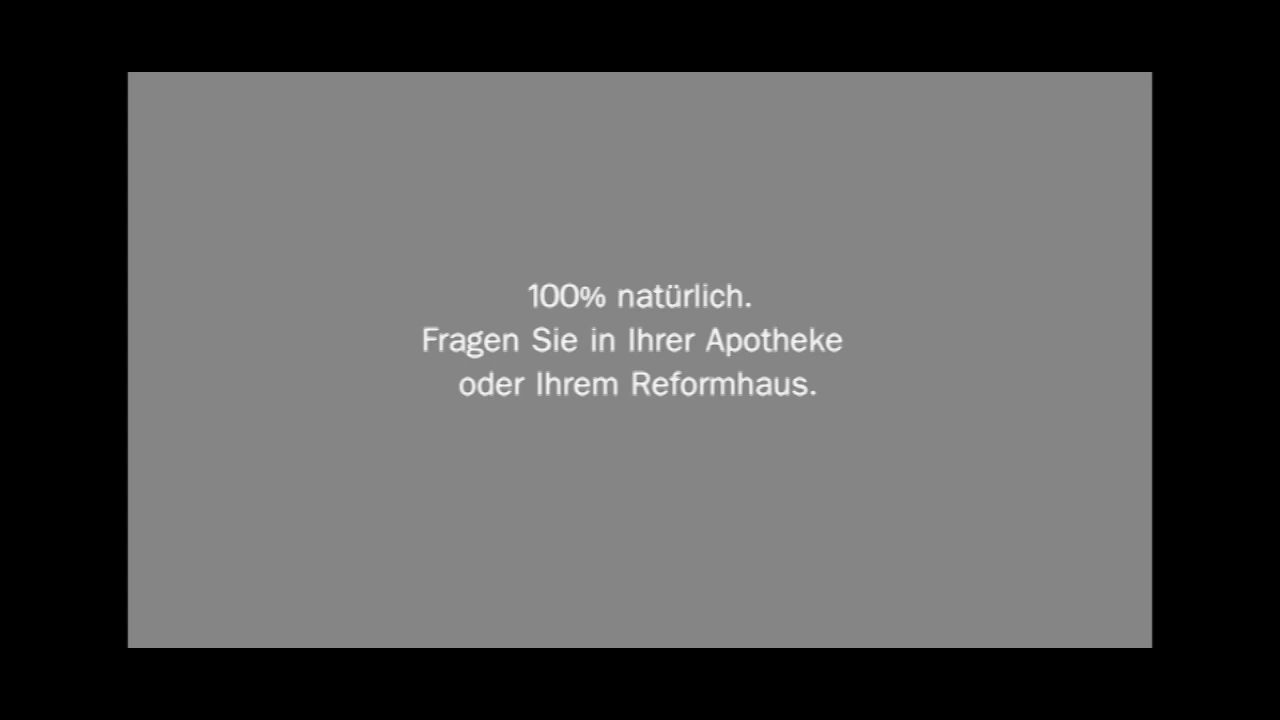 100% natürlich.
Fragen Sie in Ihrer Apotheke
oder Ihrem Reformhaus.